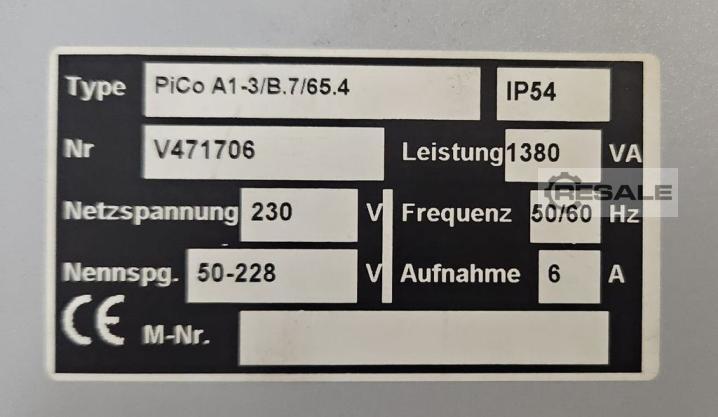 Type PiCo A1-3/B.7/65.4 IP54
Nr V471706 Leistung 1380 VA
RESALE
Netzspannung 230 V Frequenz 50/60 Hz
Nennspg. 50-228 V Aufnahme 6 A
CE M-Nr.